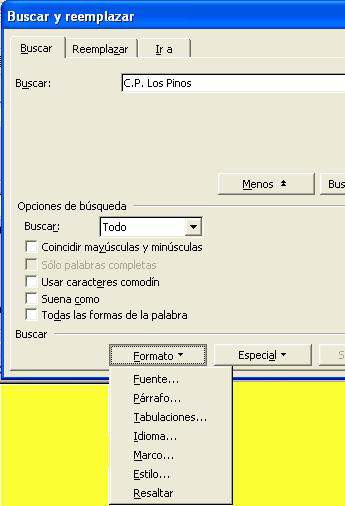 Buscar y reemplazar
Buscar Reemplazar Ir a
Buscar: C.P. Los Pinos
Menos Bus
Opciones de búsqueda
Buscar: Todo
Coincidir mayúsculas y minúsculas
Sólo palabras completas
Usar caracteres comodín
Suena como
Todas las formas de la palabra
Buscar
Formato Especial S
Fuente...
Párrafo...
Tabulaciones...
Idioma...
Marco...
Estilo...
Resaltar